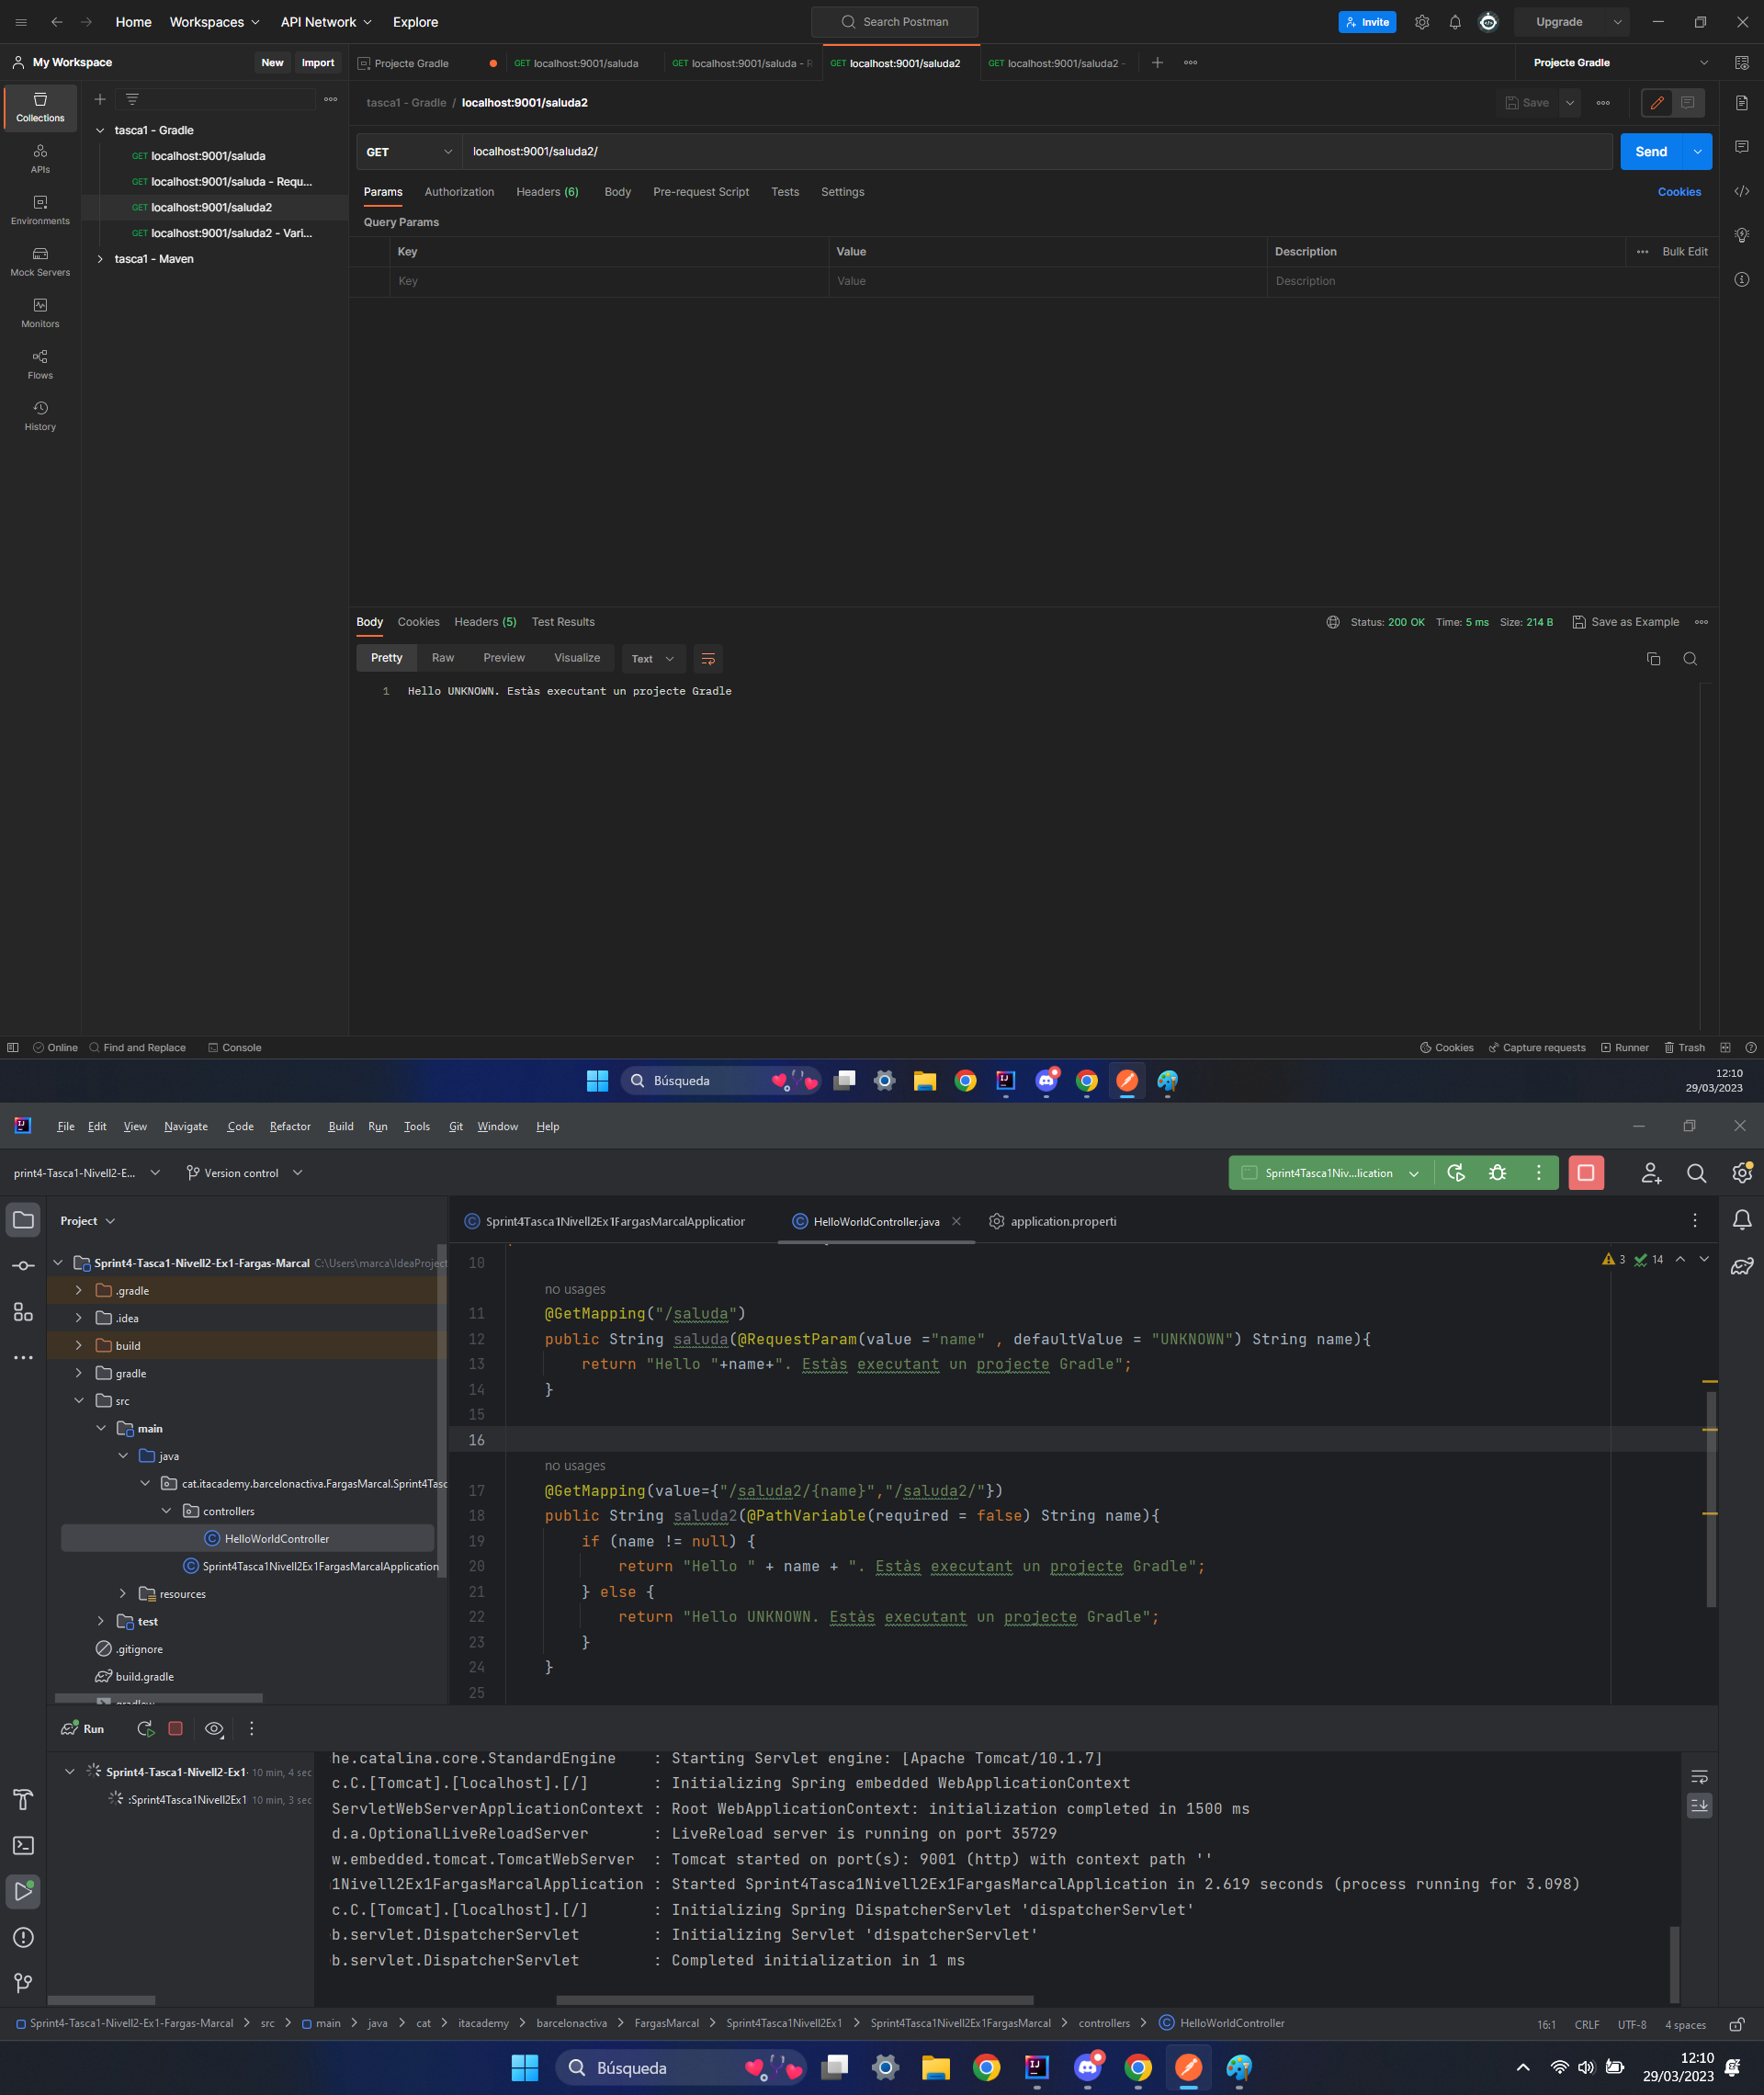 Home Workspaces API Network Explore Search Postman Invite Upgrade
My Workspace New Import Projecte Gradle GET localhost:9001/saluda GET localhost:9001/saluda - R GET localhost:9001/saluda2 GET localhost:9001/saluda2 - Projecte Gradle
Collections
APIs
Environments
Mock Servers
Monitors
Flows
History
tasca1 - Gradle
GET localhost:9001/saluda
GET localhost:9001/saluda - Requ...
GET localhost:9001/saluda2
GET localhost:9001/saluda2 - Vari...
tasca1 - Maven
tasca1 - Gradle / localhost:9001/saluda2 Save
GET localhost:9001/saluda2/ Send
Params Authorization Headers (6) Body Pre-request Script Tests Settings Cookies
Query Params
Key Value Description Bulk Edit
Key Value Description
Body Cookies Headers (5) Test Results Status: 200 OK Time: 5 ms Size: 214 B Save as Example
Pretty Raw Preview Visualize Text
1 Hello UNKNOWN. Estàs executant un projecte Gradle
Online Find and Replace Console Cookies Capture requests Runner Trash
Búsqueda 12:10
29/03/2023
File Edit View Navigate Code Refactor Build Run Tools Git Window Help
print4-Tasca1-Nivell2-E... Version control Sprint4Tasca1Niv...lication
Project
Sprint4-Tasca1-Nivell2-Ex1-Fargas-Marcal C:\Users\marca\IdeaProject
.gradle
.idea
build
gradle
src
main
java
cat.itacademy.barcelonactiva.FargasMarcal.Sprint4Tasc
controllers
HelloWorldController
Sprint4Tasca1Nivell2Ex1FargasMarcalApplication
resources
test
.gitignore
build.gradle
Sprint4Tasca1Nivell2Ex1FargasMarcalApplication HelloWorldController.java application.properti
3 14
10
no usages
11 @GetMapping("/saluda")
12 public String saluda(@RequestParam(value ="name" , defaultValue = "UNKNOWN") String name){
13 return "Hello "+name+". Estàs executant un projecte Gradle";
14 }
15
16
no usages
17 @GetMapping(value={"/saluda2/{name}","/saluda2/"})
18 public String saluda2(@PathVariable(required = false) String name){
19 if (name != null) {
20 return "Hello " + name + ". Estàs executant un projecte Gradle";
21 } else {
22 return "Hello UNKNOWN. Estàs executant un projecte Gradle";
23 }
24 }
25
Run
Sprint4-Tasca1-Nivell2-Ex1- 10 min, 4 sec
:Sprint4Tasca1Nivell2Ex1 10 min, 3 sec
he.catalina.core.StandardEngine : Starting Servlet engine: [Apache Tomcat/10.1.7]
c.C.[Tomcat].[localhost].[/] : Initializing Spring embedded WebApplicationContext
ServletWebServerApplicationContext : Root WebApplicationContext: initialization completed in 1500 ms
d.a.OptionalLiveReloadServer : LiveReload server is running on port 35729
w.embedded.tomcat.TomcatWebServer : Tomcat started on port(s): 9001 (http) with context path ''
1Nivell2Ex1FargasMarcalApplication : Started Sprint4Tasca1Nivell2Ex1FargasMarcalApplication in 2.619 seconds (process running for 3.098)
c.C.[Tomcat].[localhost].[/] : Initializing Spring DispatcherServlet 'dispatcherServlet'
b.servlet.DispatcherServlet : Initializing Servlet 'dispatcherServlet'
b.servlet.DispatcherServlet : Completed initialization in 1 ms
Sprint4-Tasca1-Nivell2-Ex1-Fargas-Marcal > src > main > java > cat > itacademy > barcelonactiva > FargasMarcal > Sprint4Tasca1Nivell2Ex1 > Sprint4Tasca1Nivell2Ex1FargasMarcal > controllers > HelloWorldController 16:1 CRLF UTF-8 4 spaces
Búsqueda 12:10
29/03/2023